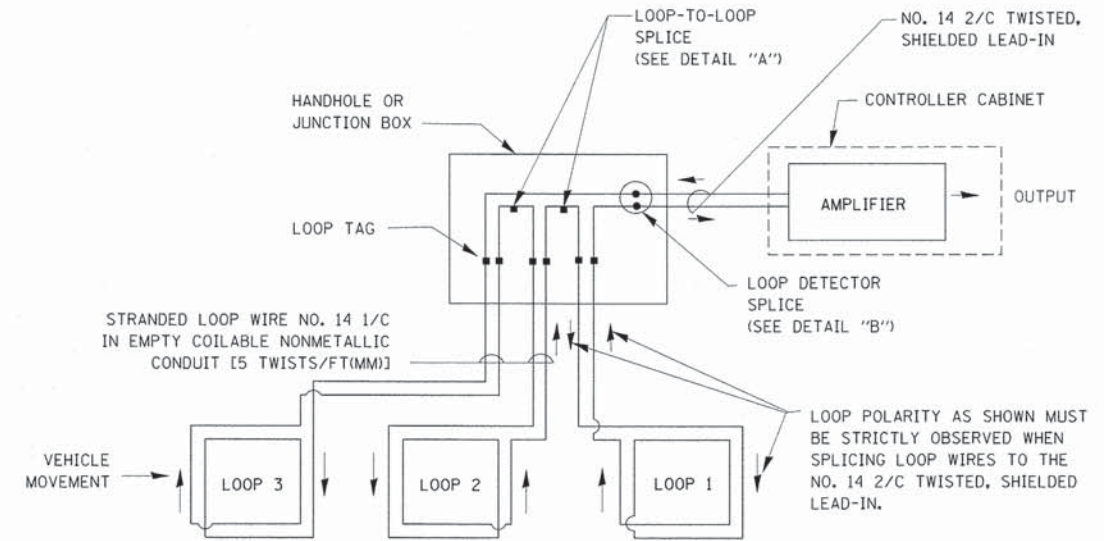 LOOP-TO-LOOP
SPLICE
(SEE DETAIL "A")
NO. 14 2/C TWISTED,
SHIELDED LEAD-IN
HANDHOLE OR
JUNCTION BOX
CONTROLLER CABINET
AMPLIFIER
OUTPUT
LOOP TAG
LOOP DETECTOR
SPLICE
(SEE DETAIL "B")
STRANDED LOOP WIRE NO. 14 1/C
IN EMPTY COILABLE NONMETALLIC
CONDUIT [5 TWISTS/FT(MM)]
LOOP POLARITY AS SHOWN MUST
BE STRICTLY OBSERVED WHEN
SPLICING LOOP WIRES TO THE
NO. 14 2/C TWISTED, SHIELDED
LEAD-IN.
VEHICLE
MOVEMENT
LOOP 3
LOOP 2
LOOP 1